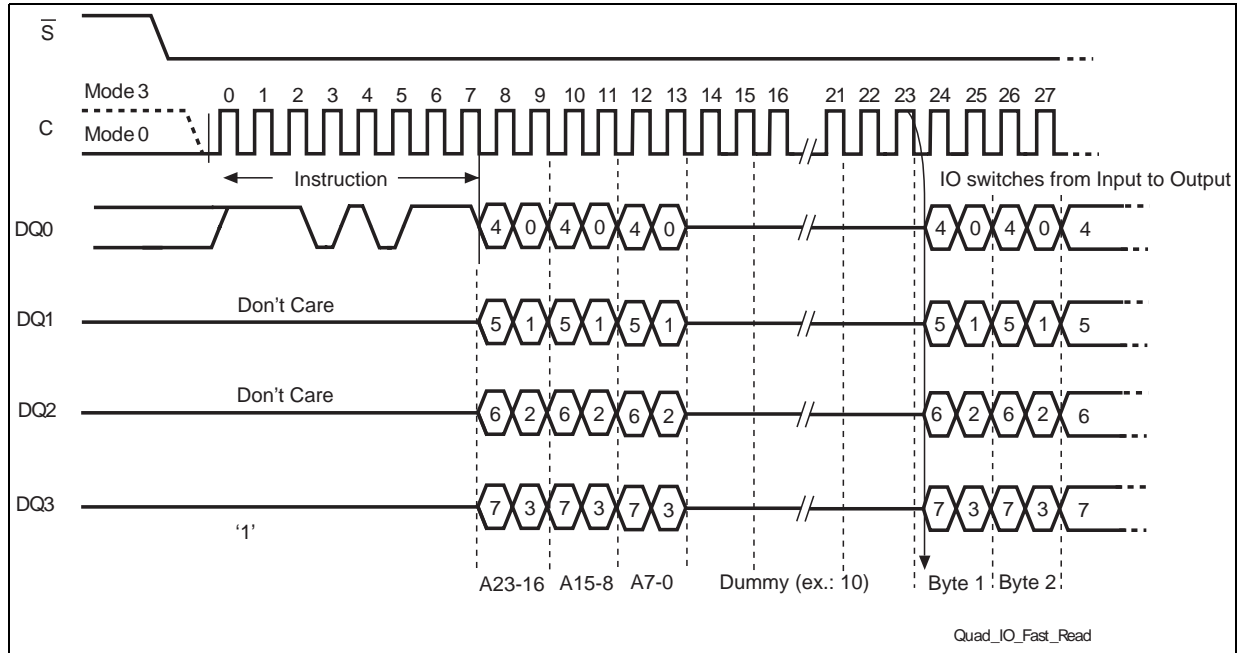 S
Mode 3
0 1 2 3 4 5 6 7 8 9 10 11 12 13 14 15 16 21 22 23 24 25 26 27
C
Mode 0
Instruction
IO switches from Input to Output
DQ0
4 0 4 0 4 0 4 0 4 0 4
Don't Care
DQ1
5 1 5 1 5 1 5 1 5 1 5
Don't Care
DQ2
6 2 6 2 6 2 6 2 6 2 6
DQ3
7 3 7 3 7 3 7 3 7 3 7
'1'
A23-16 A15-8 A7-0 Dummy (ex.: 10) Byte 1 Byte 2
Quad_IO_Fast_Read